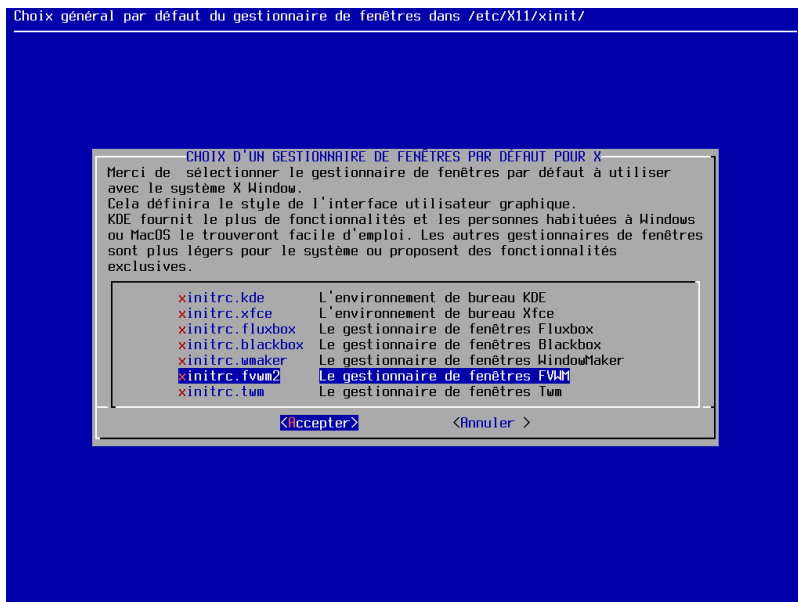 Choix général par défaut du gestionnaire de fenêtres dans /etc/X11/xinit/
CHOIX D'UN GESTIONNAIRE DE FENÊTRES PAR DÉFAUT POUR X
Merci de  sélectionner le gestionnaire de fenêtres par défaut à utiliser
avec le système X Window.
Cela définira le style de l'interface utilisateur graphique.
KDE fournit le plus de fonctionnalités et les personnes habituées à Windows
ou MacOS le trouveront facile d'emploi. Les autres gestionnaires de fenêtres
sont plus légers pour le système ou proposent des fonctionnalités
exclusives.
xinitrc.kde L'environnement de bureau KDE
xinitrc.xfce L'environnement de bureau Xfce
xinitrc.fluxbox Le gestionnaire de fenêtres Fluxbox
xinitrc.blackbox Le gestionnaire de fenêtres Blackbox
xinitrc.wmaker Le gestionnaire de fenêtres WindowMaker
xinitrc.fvwm2 Le gestionnaire de fenêtres FVWM
xinitrc.twm Le gestionnaire de fenêtres Twm
<Accepter> <Annuler >